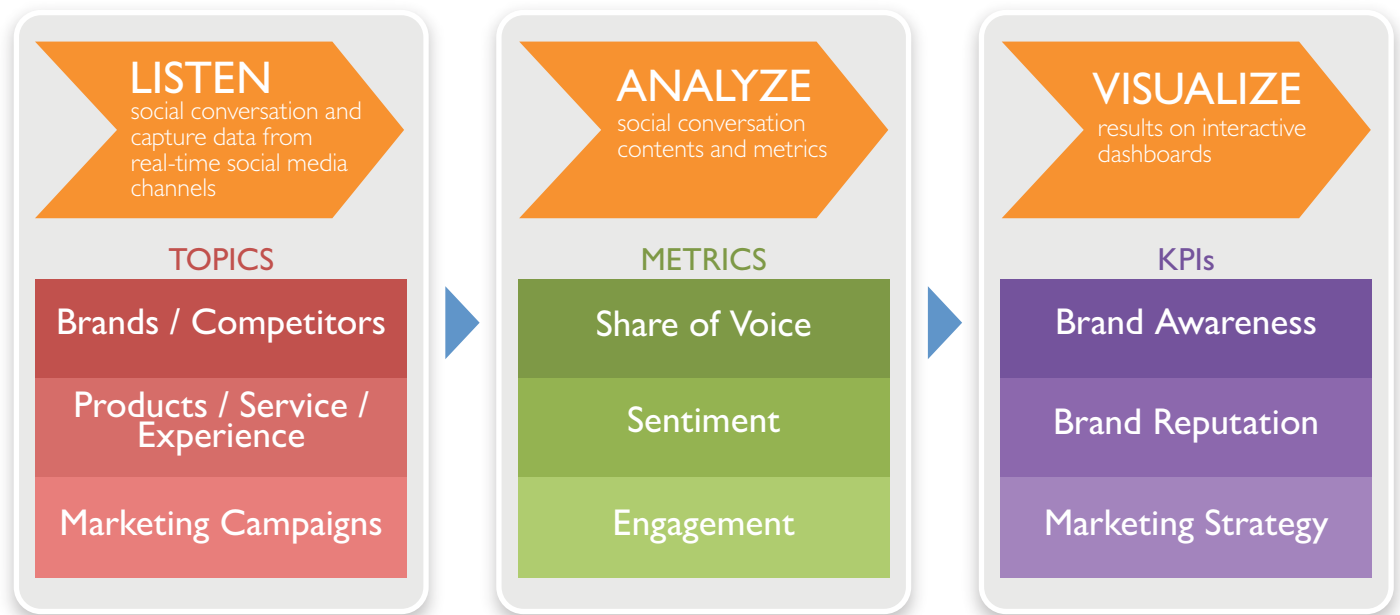 LISTEN
social conversation and
capture data from
real-time social media
channels
TOPICS
Brands / Competitors
Products / Service /
Experience
Marketing Campaigns
ANALYZE
social conversation
contents and metrics
METRICS
Share of Voice
Sentiment
Engagement
VISUALIZE
results on interactive
dashboards
KPIs
Brand Awareness
Brand Reputation
Marketing Strategy